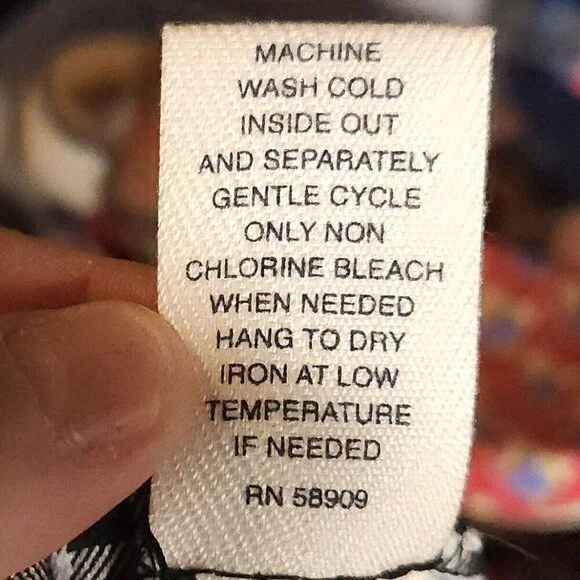 MACHINE
WASH COLD
INSIDE OUT
AND SEPARATELY
GENTLE CYCLE
ONLY NON
CHLORINE BLEACH
WHEN NEEDED
HANG TO DRY
IRON AT LOW
TEMPERATURE
IF NEEDED
RN 58909